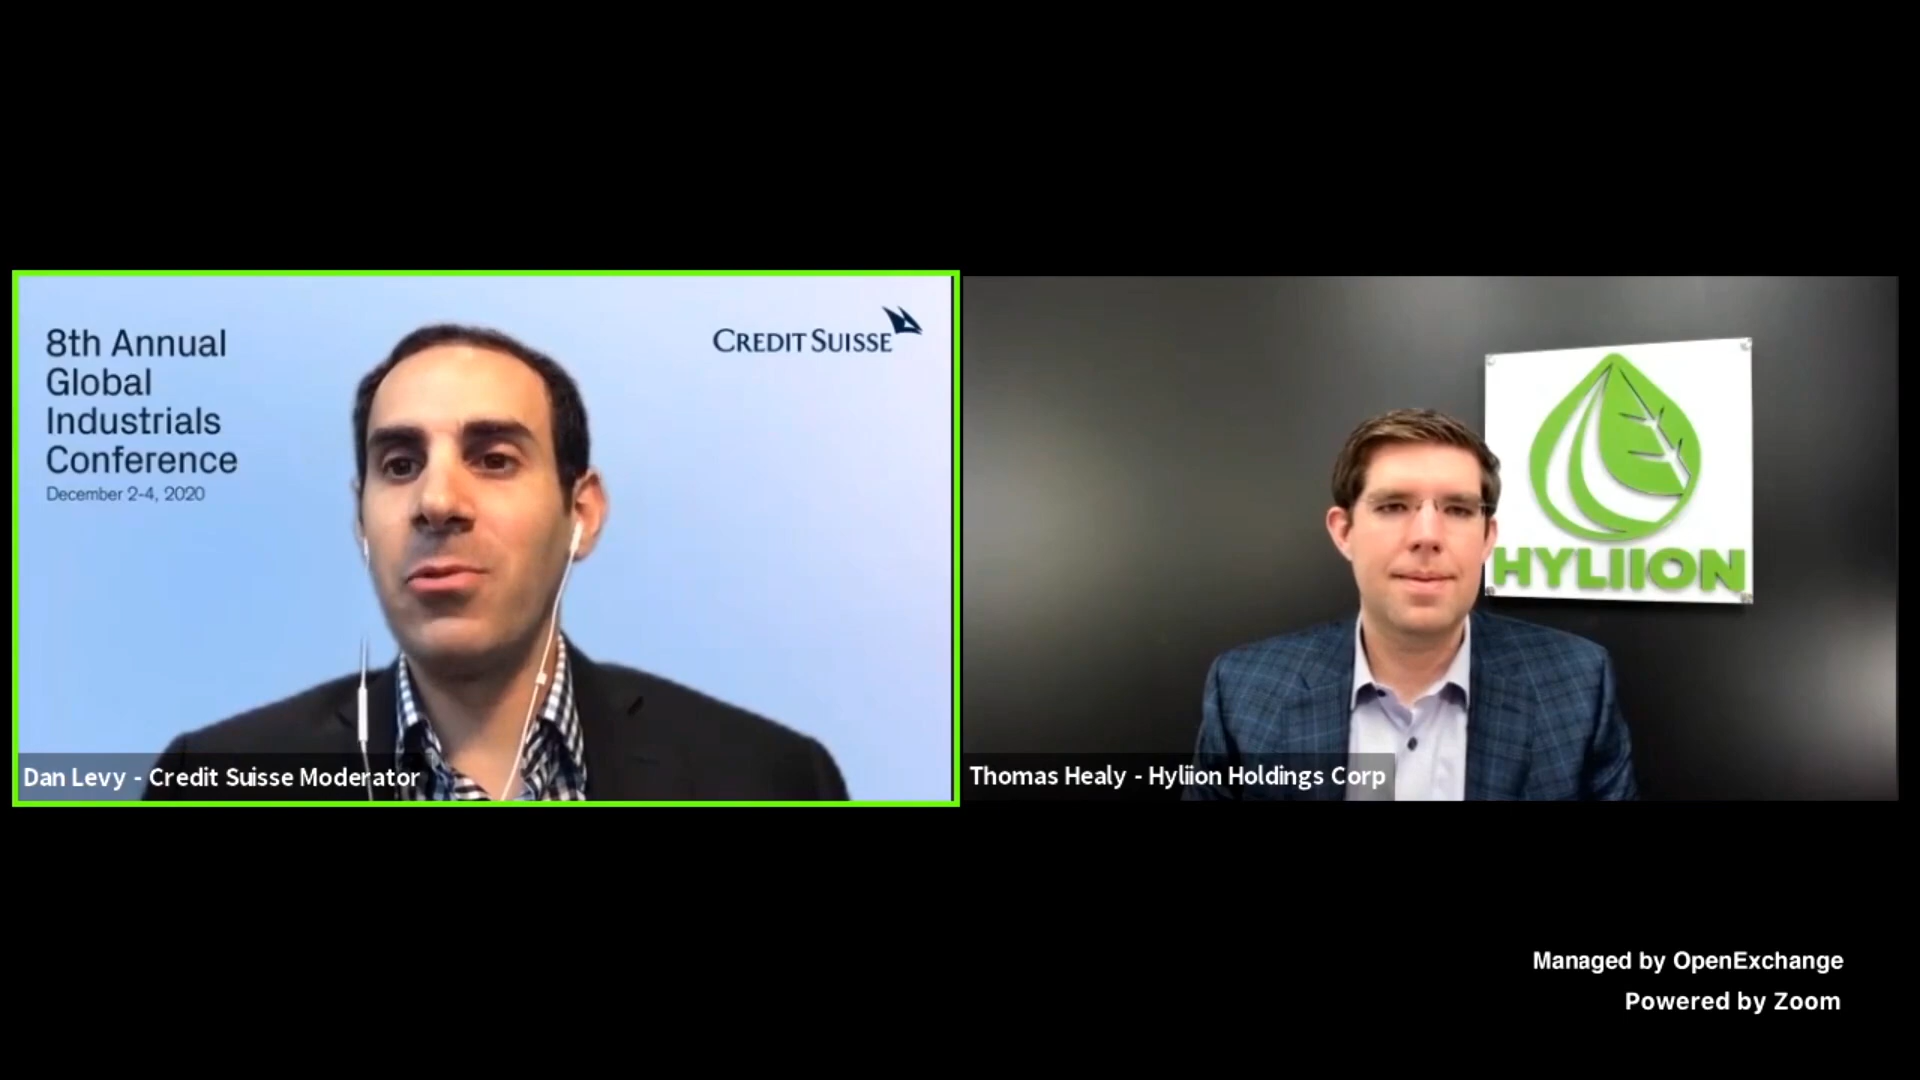 8th Annual
Global
Industrials
Conference
December 2-4, 2020
CREDIT SUISSE
Dan Levy - Credit Suisse Moderator
HYLIION
Thomas Healy - Hyliion Holdings Corp
Managed by OpenExchange
Powered by Zoom